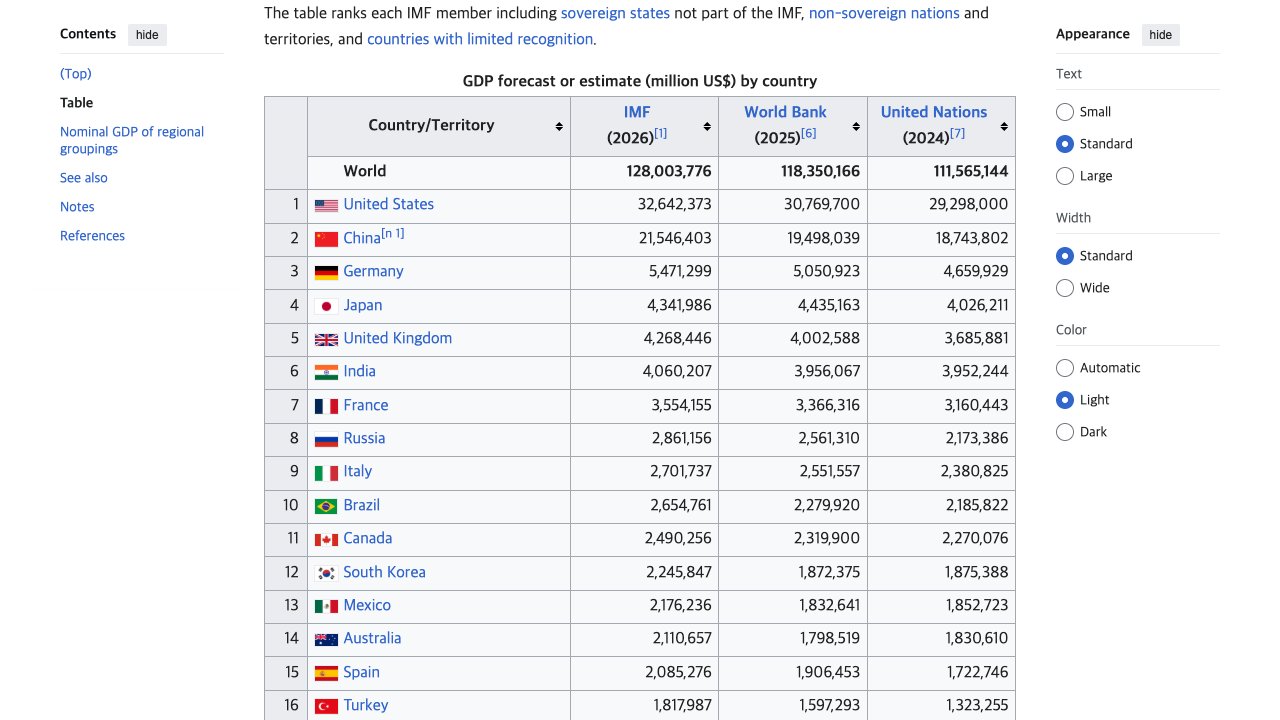 The table ranks each IMF member including sovereign states not part of the IMF, non-sovereign nations and
territories, and countries with limited recognition.
Contents hide
(Top)
Table
Nominal GDP of regional
groupings
See also
Notes
References
GDP forecast or estimate (million US$) by country
Country/Territory IMF (2026)[1] World Bank (2025)[6] United Nations (2024)[7]
World 128,003,776 118,350,166 111,565,144
1 United States 32,642,373 30,769,700 29,298,000
2 China[n 1] 21,546,403 19,498,039 18,743,802
3 Germany 5,471,299 5,050,923 4,659,929
4 Japan 4,341,986 4,435,163 4,026,211
5 United Kingdom 4,268,446 4,002,588 3,685,881
6 India 4,060,207 3,956,067 3,952,244
7 France 3,554,155 3,366,316 3,160,443
8 Russia 2,861,156 2,561,310 2,173,386
9 Italy 2,701,737 2,551,557 2,380,825
10 Brazil 2,654,761 2,279,920 2,185,822
11 Canada 2,490,256 2,319,900 2,270,076
12 South Korea 2,245,847 1,872,375 1,875,388
13 Mexico 2,176,236 1,832,641 1,852,723
14 Australia 2,110,657 1,798,519 1,830,610
15 Spain 2,085,276 1,906,453 1,722,746
16 Turkey 1,817,987 1,597,293 1,323,255
Appearance hide
Text
Small
Standard
Large
Width
Standard
Wide
Color
Automatic
Light
Dark